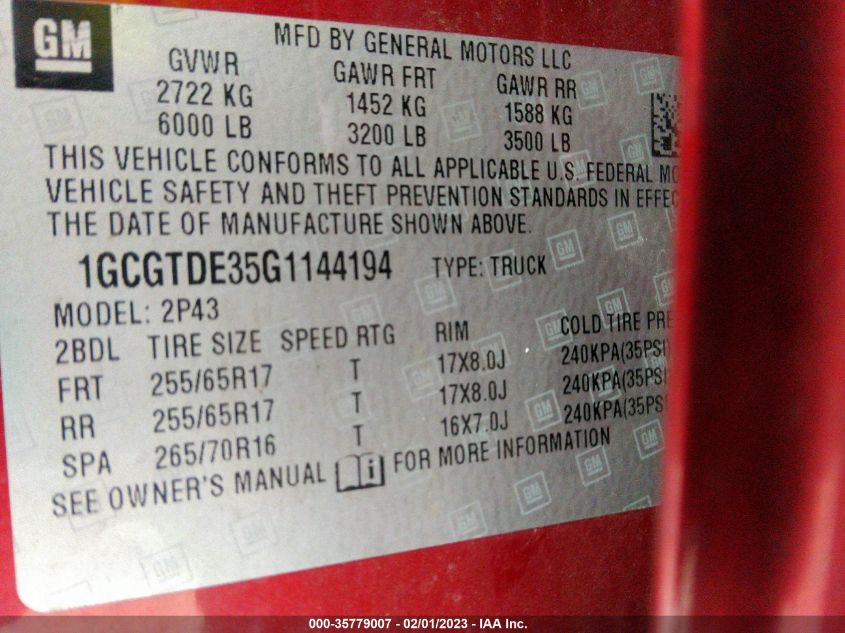 GM
MFD BY GENERAL MOTORS LLC
GVWR GAWR FRT GAWR RR
2722 KG 1452 KG 1588 KG
6000 LB 3200 LB 3500 LB
THIS VEHICLE CONFORMS TO ALL APPLICABLE U.S. FEDERAL MO
VEHICLE SAFETY AND THEFT PREVENTION STANDARDS IN EFFEC
THE DATE OF MANUFACTURE SHOWN ABOVE.
1GCGTDE35G1144194 TYPE: TRUCK
MODEL: 2P43
2BDL TIRE SIZE SPEED RTG RIM COLD TIRE PRE
FRT 255/65R17 T 17X8.0J 240KPA(35PSI)
RR 255/65R17 T 17X8.0J 240KPA(35PSI
SPA 265/70R16 T 16X7.0J 240KPA(35PS
SEE OWNER'S MANUAL FOR MORE INFORMATION
000-35779007 - 02/01/2023 - IAA Inc.